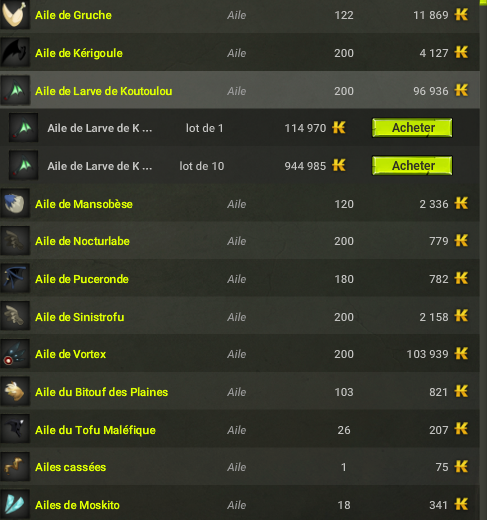 Aile de Gruche Aile 122 11 869
Aile de Kérigoule Aile 200 4 127
Aile de Larve de Koutoulou Aile 200 96 936
Aile de Larve de K ... lot de 1 114 970 Acheter
Aile de Larve de K ... lot de 10 944 985 Acheter
Aile de Mansobèse Aile 120 2 336
Aile de Nocturlabe Aile 200 779
Aile de Puceronde Aile 180 782
Aile de Sinistrofu Aile 200 2 158
Aile de Vortex Aile 200 103 939
Aile du Bitouf des Plaines Aile 103 821
Aile du Tofu Maléfique Aile 26 207
Ailes cassées Aile 1 75
Ailes de Moskito Aile 18 341